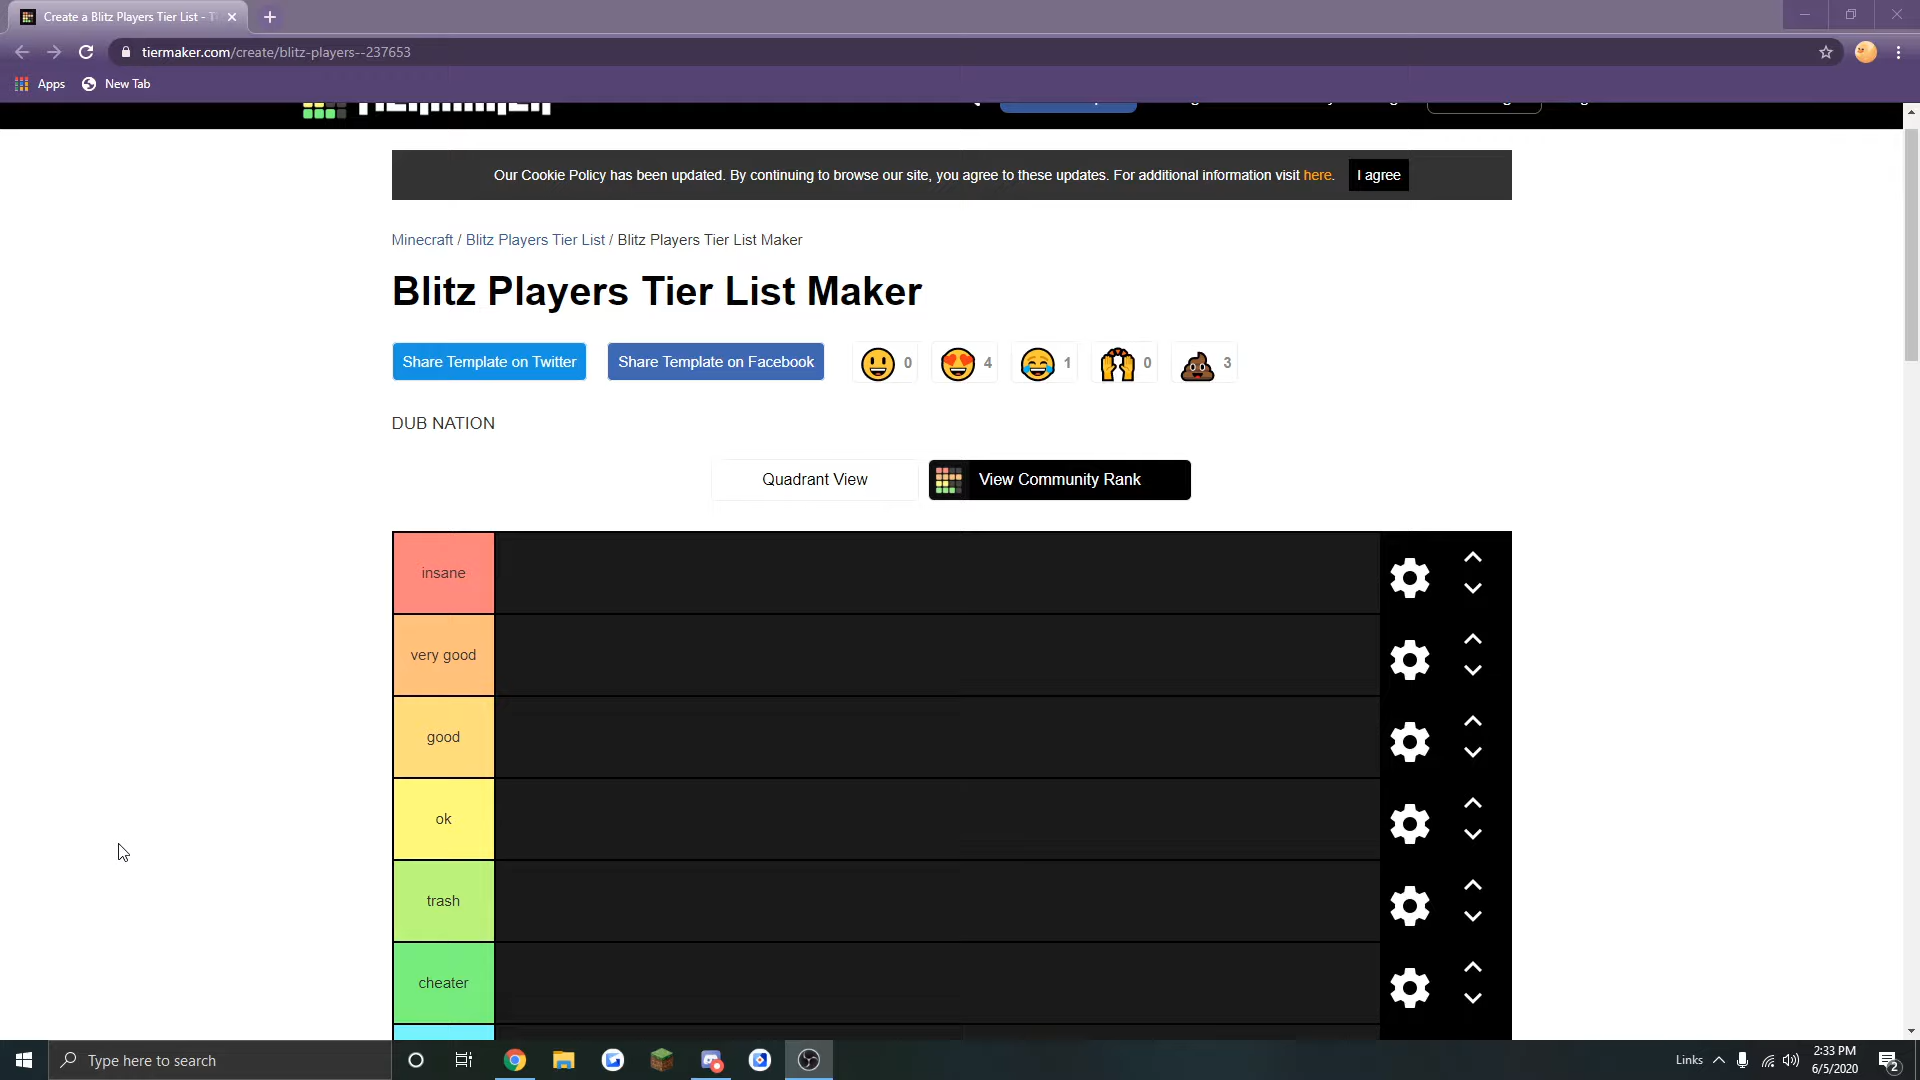 Create a Blitz Players Tier List - T
tiermaker.com/create/blitz-players--237653
Apps
New Tab
Our Cookie Policy has been updated. By continuing to browse our site, you agree to these updates. For additional information visit here.
I agree
Minecraft / Blitz Players Tier List / Blitz Players Tier List Maker
Blitz Players Tier List Maker
Share Template on Twitter
Share Template on Facebook
0
4
1
0
3
DUB NATION
Quadrant View
View Community Rank
insane
very good
good
ok
trash
cheater
Type here to search
Links
2:33 PM
6/5/2020
2